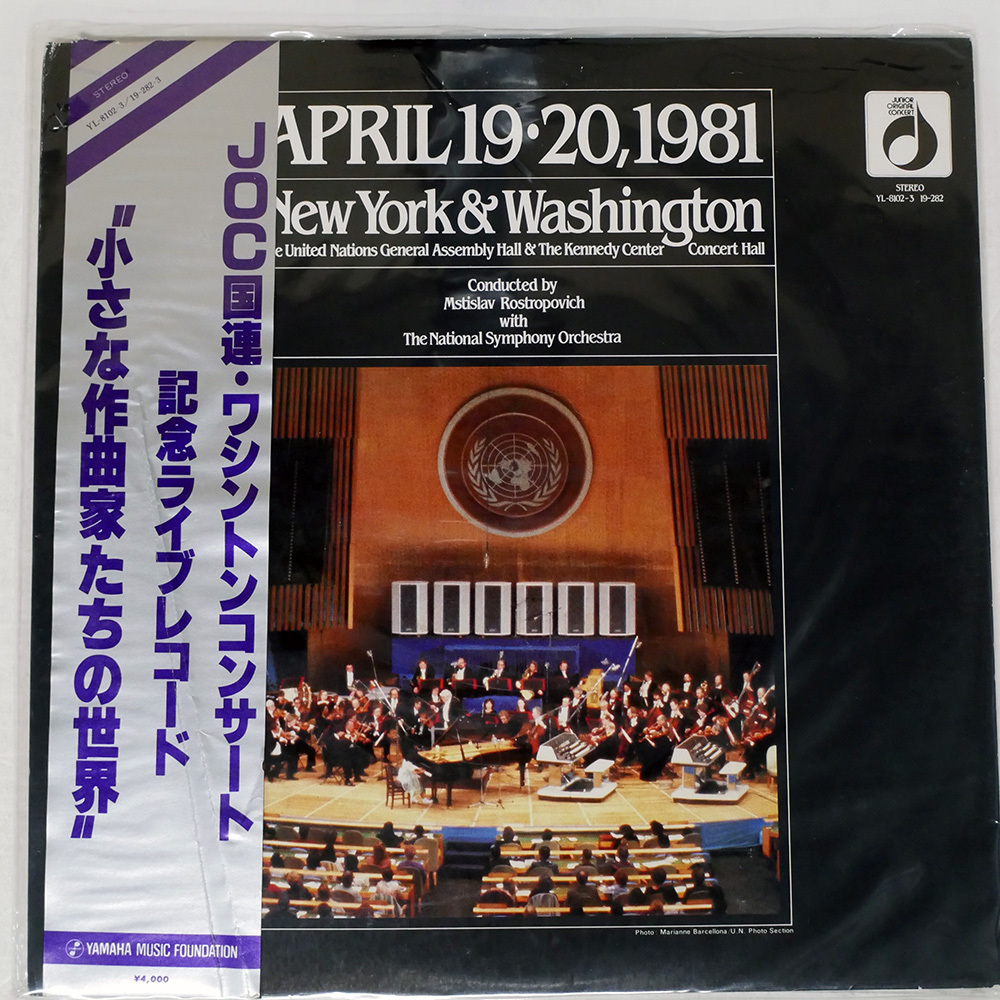 STEREO
YL-8102-3/19-282-3
JOC国連・ワシントンコンサート
記念ライブレコード
"小さな作曲家たちの世界"
YAMAHA MUSIC FOUNDATION
¥4,000
APRIL 19·20, 1981
New York & Washington
United Nations General Assembly Hall & The Kennedy Center Concert Hall
Conducted by
Mstislav Rostropovich
with
The National Symphony Orchestra
JUNIOR
ORIGINAL
CONCERT
STEREO
YL-8102-3 19-282
Photo: Marianne Barcellona/U.N. Photo Section